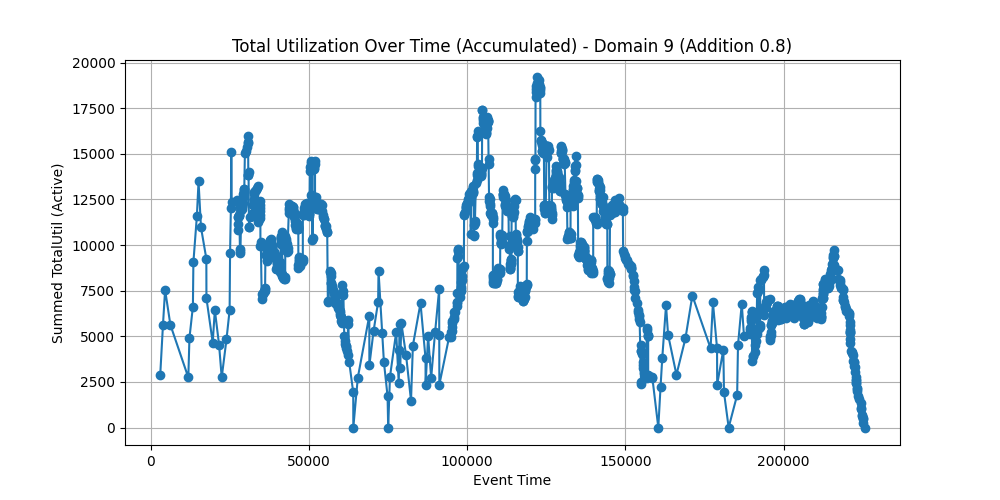 Total Utilization Over Time (Accumulated) - Domain 9 (Addition 0.8)
Summed TotalUtil (Active)
20000
17500
15000
12500
10000
7500
5000
2500
0
0 50000 100000 150000 200000
Event Time